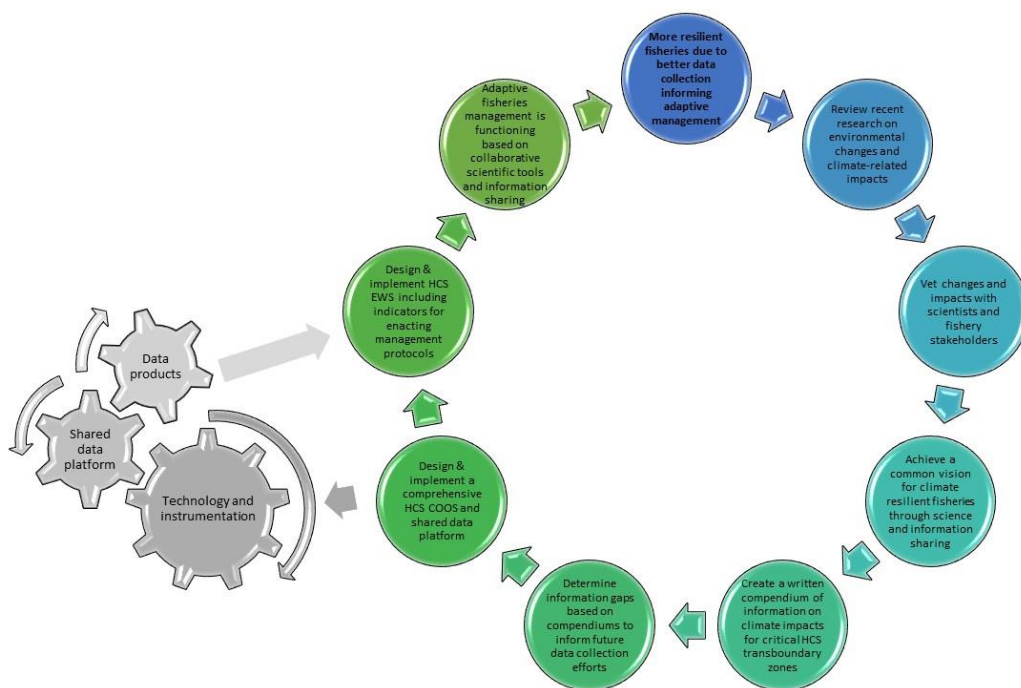 More resilient
fisheries due to
better data
collection
informing
adaptive
management
Review recent
research on
environmental
changes and
climate-related
impacts
Vet changes and
impacts with
scientists and
fishery
stakeholders
Achieve a
common vision
for climate
resilient fisheries
through science
and information
sharing
Create a written
compendium of
information on
climate impacts
for critical HCS
transboundary
zones
Determine
information gaps
based on
compendiums to
inform future
data collection
efforts
Design &
implement a
comprehensive
HCS COOS and
shared data
platform
Design &
implement HCS
EWS including
indicators for
enacting
management
protocols
Adaptive
fisheries
management is
functioning
based on
collaborative
scientific tools
and information
sharing
Data
products
Shared
data
platform
Technology and
instrumentation